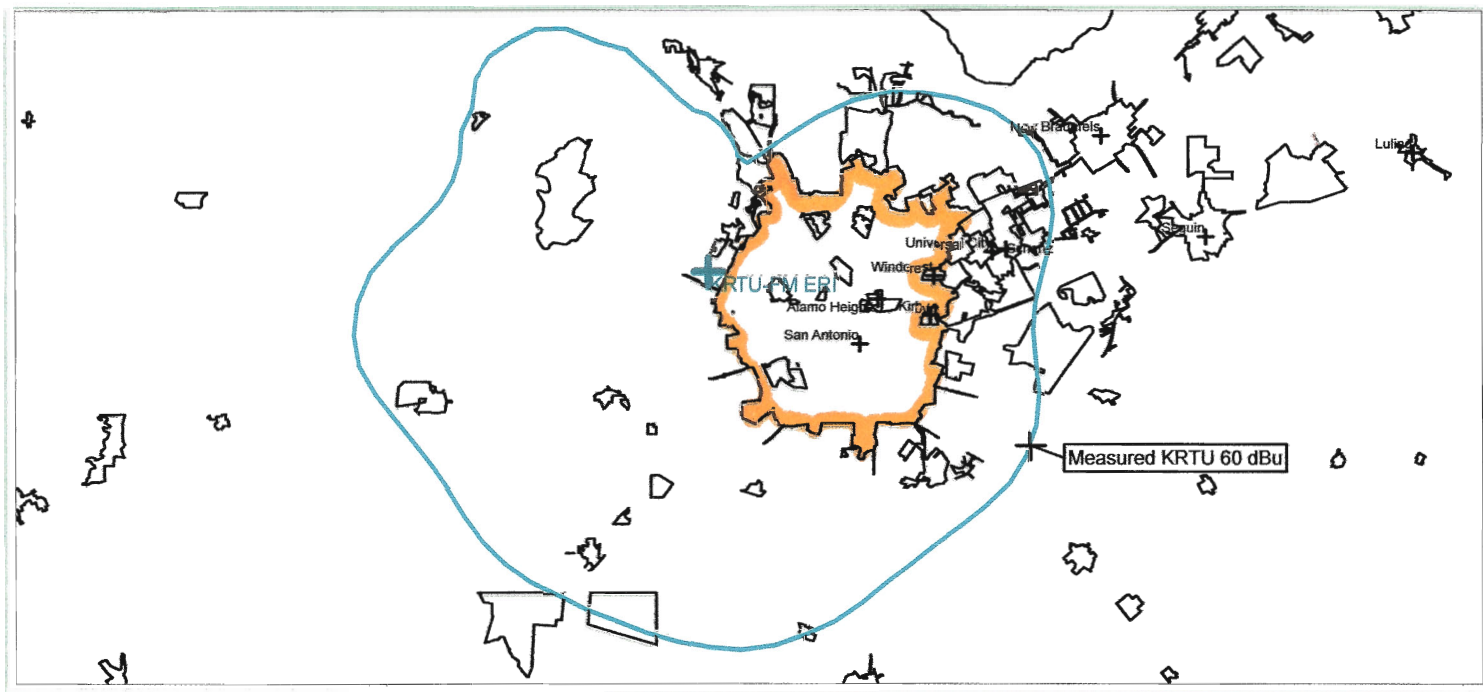 New Braunfels
Luling
Seguin
Universal City
Schertz
Windcrest
KRTU-FM ERI
Alamo Heights
Kirby
San Antonio
Measured KRTU 60 dBu